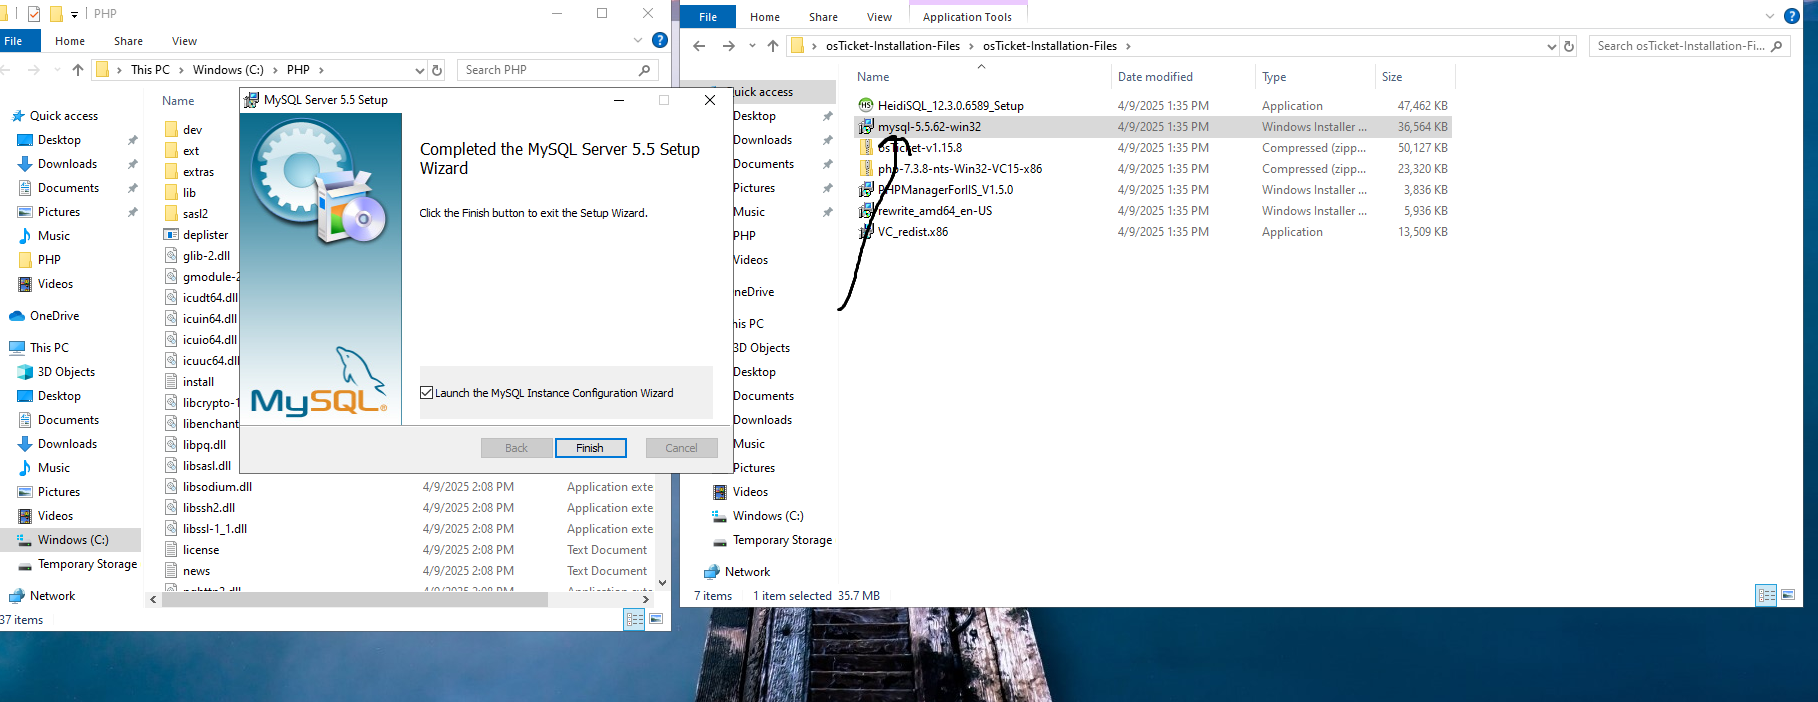 PHP
File
Home
Share
View
This PC
Windows (C:)
PHP
Search PHP
Quick access
Desktop
Downloads
Documents
Pictures
Music
PHP
Videos
OneDrive
This PC
3D Objects
Desktop
Documents
Downloads
Music
Pictures
Videos
Windows (C:)
Temporary Storage
Network
37 items
Name
dev
ext
extras
lib
sasl2
deplister
glib-2.dll
gmodule-2
icudt64.dll
icuin64.dll
icuio64.dll
icuuc64.dll
install
libcrypto-1
libenchant
libpq.dll
libsasl.dll
libsodium.dll 4/9/2025 2:08 PM Application exte
libssh2.dll 4/9/2025 2:08 PM Application exte
libssl-1_1.dll 4/9/2025 2:08 PM Application exte
license 4/9/2025 2:08 PM Text Document
news 4/9/2025 2:08 PM Text Document
MySQL Server 5.5 Setup
Completed the MySQL Server 5.5 Setup
Wizard
Click the Finish button to exit the Setup Wizard.
MySQL®
Launch the MySQL Instance Configuration Wizard
Back
Finish
Cancel
File
Home
Share
View
Application Tools
osTicket-Installation-Files
osTicket-Installation-Files
Search osTicket-Installation-Fi...
uick access
Desktop
Downloads
Documents
Pictures
Music
PHP
Videos
neDrive
his PC
3D Objects
Desktop
Documents
Downloads
Music
Pictures
Videos
Windows (C:)
Temporary Storage
Network
Name Date modified Type Size
HeidiSQL_12.3.0.6589_Setup 4/9/2025 1:35 PM Application 47,462 KB
mysql-5.5.62-win32 4/9/2025 1:35 PM Windows Installer ... 36,564 KB
osTicket-v1.15.8 4/9/2025 1:35 PM Compressed (zipp... 50,127 KB
php-7.3.8-nts-Win32-VC15-x86 4/9/2025 1:35 PM Compressed (zipp... 23,320 KB
PHPManagerForIIS_V1.5.0 4/9/2025 1:35 PM Windows Installer ... 3,836 KB
rewrite_amd64_en-US 4/9/2025 1:35 PM Windows Installer ... 5,936 KB
VC_redist.x86 4/9/2025 1:35 PM Application 13,509 KB
7 items 1 item selected 35.7 MB